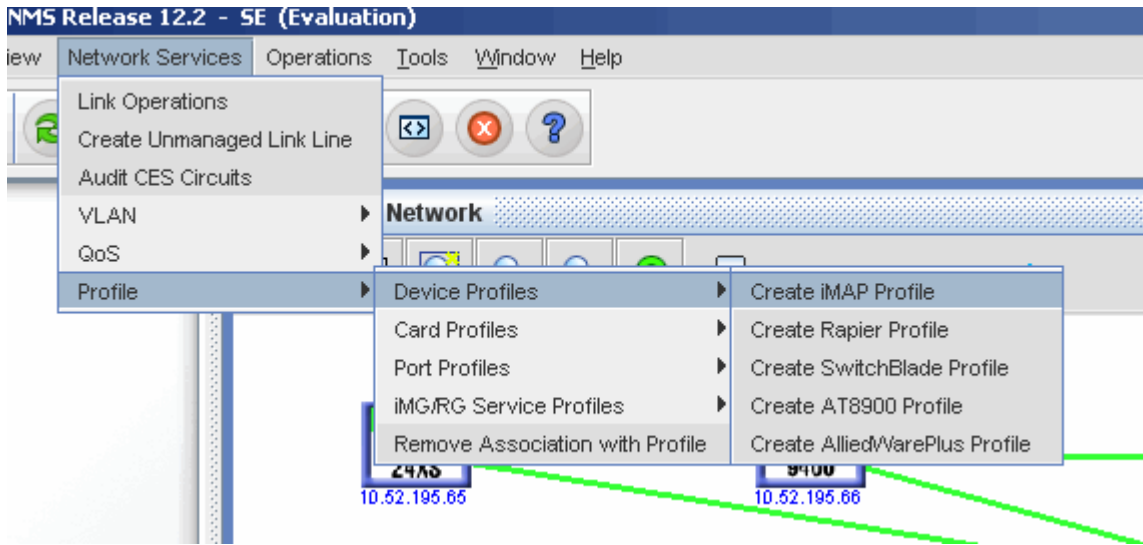 NMS Release 12.2 - SE (Evaluation)
iew Network Services Operations Tools Window Help
Link Operations
Create Unmanaged Link Line
Audit CES Circuits
VLAN
Network
QoS
Profile
Device Profiles
Create iMAP Profile
Card Profiles
Create Rapier Profile
Port Profiles
Create SwitchBlade Profile
iMG/RG Service Profiles
Create AT8900 Profile
Remove Association with Profile
Create AlliedWarePlus Profile
24XS
9400
10.52.195.65
10.52.195.66